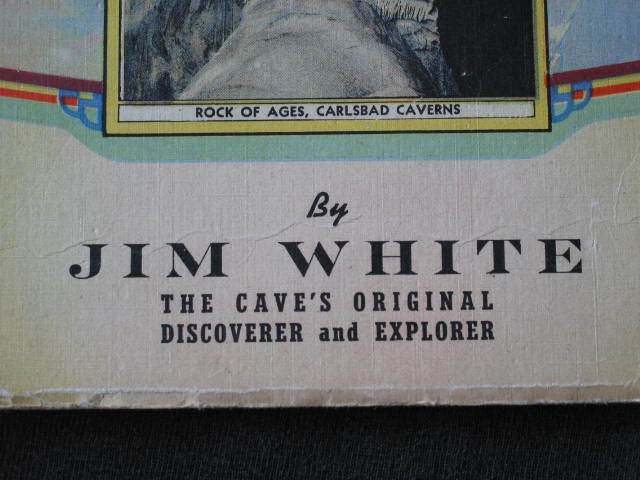 ROCK OF AGES, CARLSBAD CAVERNS
By
JIM WHITE
THE CAVE'S ORIGINAL
DISCOVERER and EXPLORER